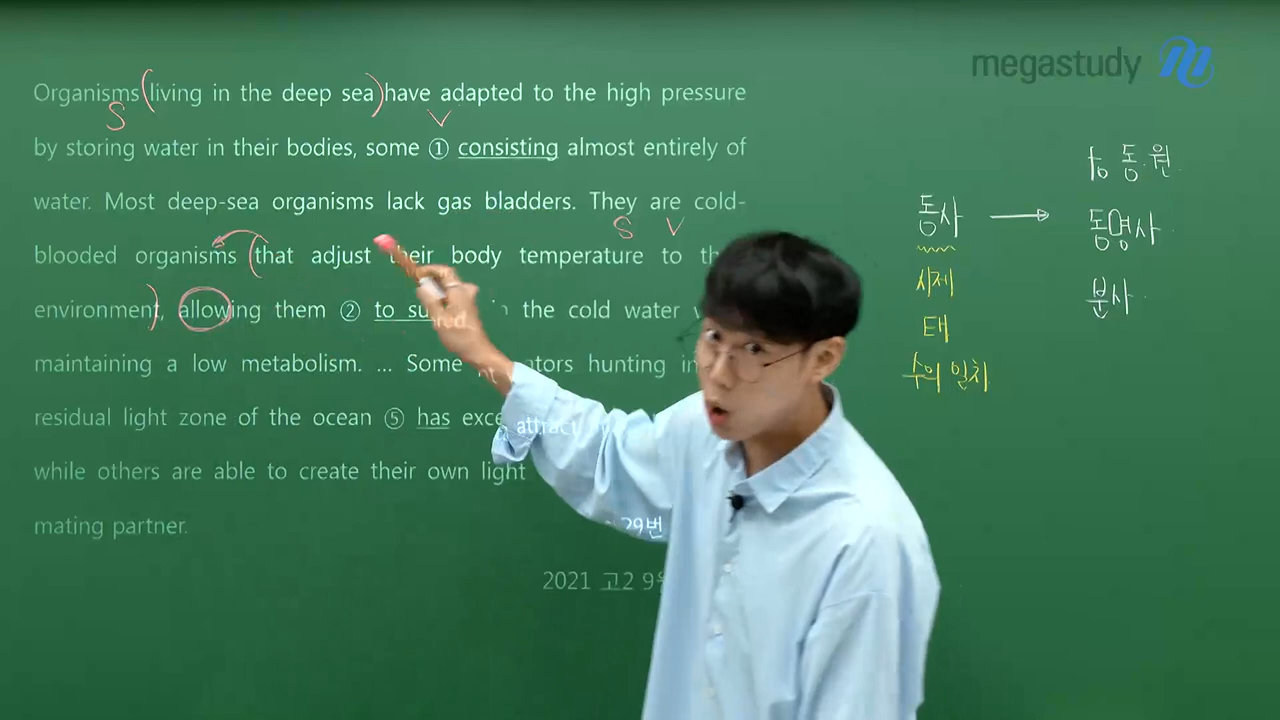 megastudy
Organisms (living in the deep sea) have adapted to the high pressure
S V
by storing water in their bodies, some ① consisting almost entirely of
water. Most deep-sea organisms lack gas bladders. They are cold-
S V
blooded organisms (that adjust their body temperature to
environment), allowing them ② to the cold water
maintaining a low metabolism. ... Some hunting in
residual light zone of the ocean ⑤ has attract
while others are able to create their own light
mating partner.
29번
2021 고2
to 동.원
동사 → 동명사
시제 분사
태
수의 일치